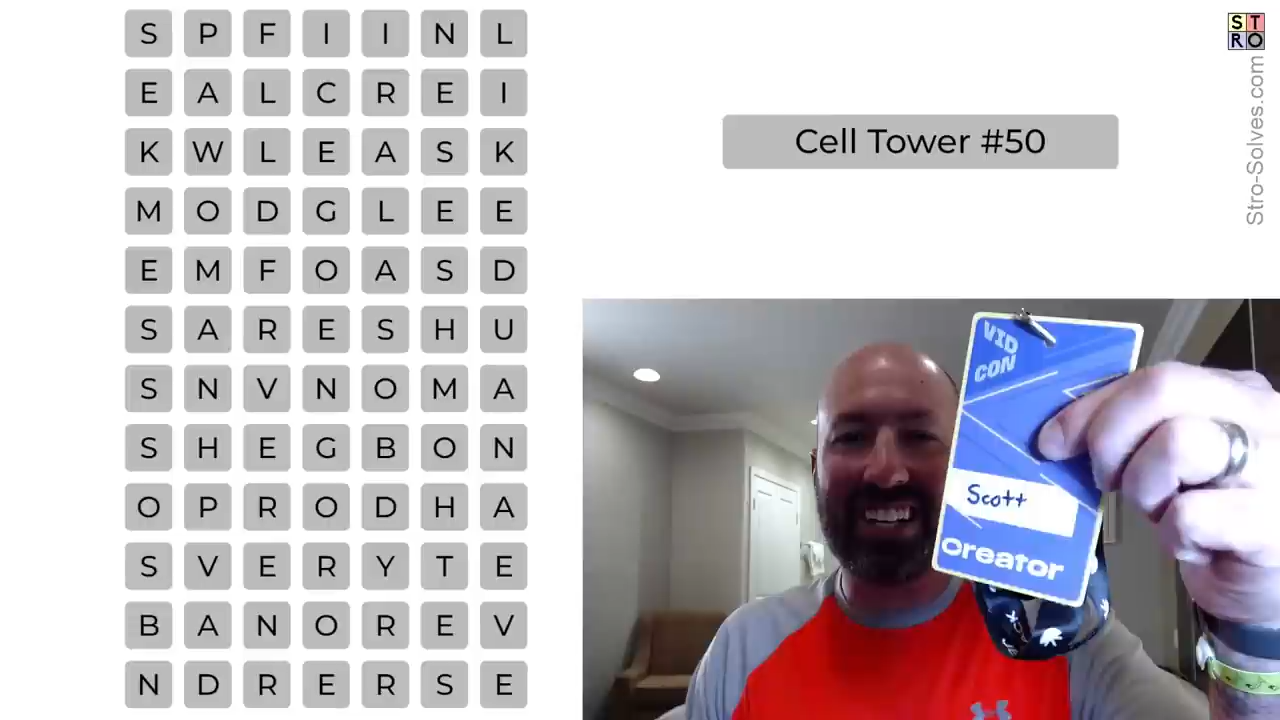 S P F I I N L
E A L C R E I
K W L E A S K
M O D G L E E
E M F O A S D
S A R E S H U
S N V N O M A
S H E G B O N
O P R O D H A
S V E R Y T E
B A N O R E V
N D R E R S E
Cell Tower #50
S T
R O
Stro-Solves.com
VID
CON
Scott
Creator